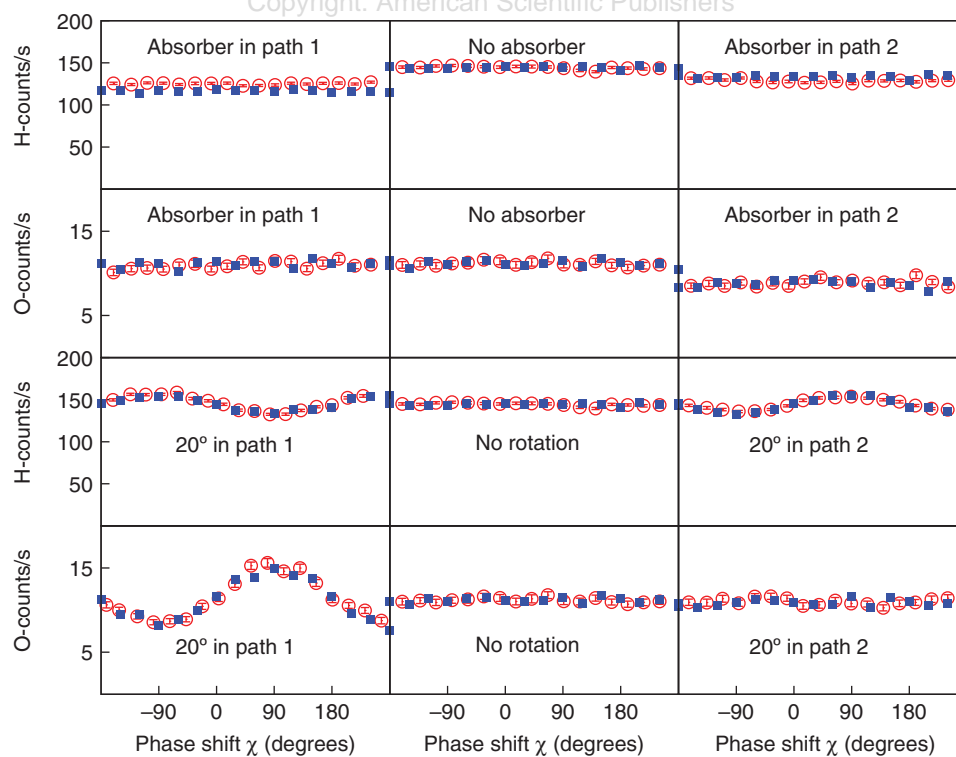 Copyright: American Scientific Publishers
200
150
100
50
H-counts/s
Absorber in path 1
No absorber
Absorber in path 2
15
5
O-counts/s
Absorber in path 1
No absorber
Absorber in path 2
200
150
100
50
H-counts/s
20º in path 1
No rotation
20º in path 2
15
5
O-counts/s
20º in path 1
No rotation
20º in path 2
−90 0 90 180
−90 0 90 180
−90 0 90 180
Phase shift χ (degrees)
Phase shift χ (degrees)
Phase shift χ (degrees)